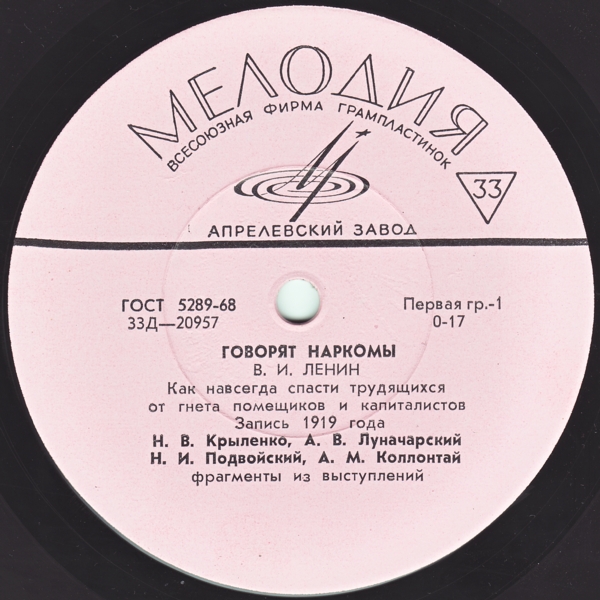 МЕЛОДИЯ
ВСЕСОЮЗНАЯ ФИРМА ГРАМПЛАСТИНОК
33
АПРЕЛЕВСКИЙ ЗАВОД
ГОСТ 5289-68
Первая гр.-1
33Д—20957
0-17
ГОВОРЯТ НАРКОМЫ
В. И. ЛЕНИН
Как навсегда спасти трудящихся
от гнета помещиков и капиталистов
Запись 1919 года
Н. В. Крыленко, А. В. Луначарский
Н. И. Подвойский, А. М. Коллонтай
фрагменты из выступлений